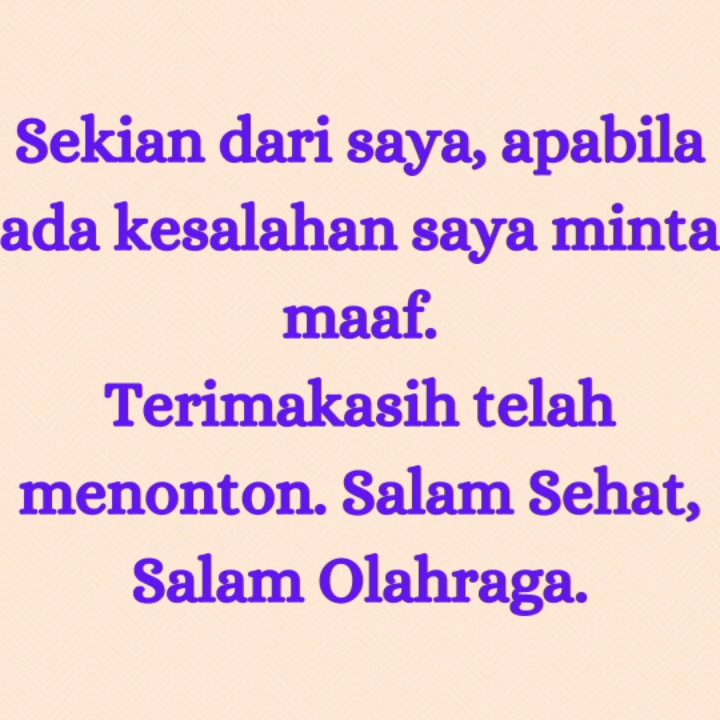 Sekian dari saya, apabila
ada kesalahan saya minta
maaf.
Terimakasih telah
menonton. Salam Sehat,
Salam Olahraga.